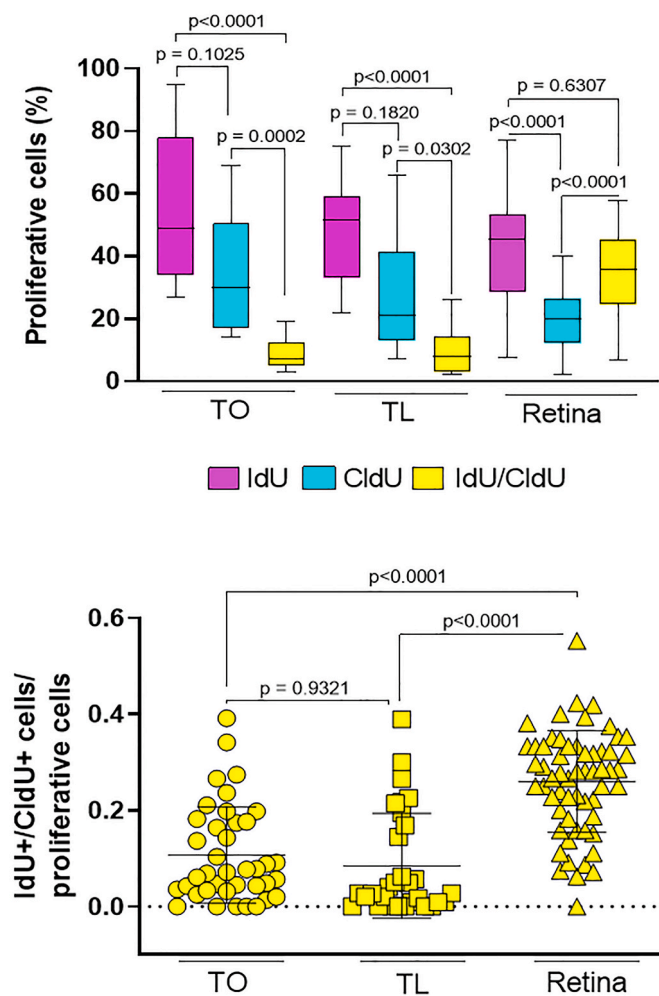 p<0.0001
p = 0.1025
p = 0.0002
p<0.0001
p = 0.1820
p = 0.0302
p = 0.6307
p<0.0001
p<0.0001
Proliferative cells (%)
100
80
60
40
20
0
TO TL Retina
IdU CldU IdU/CldU
p<0.0001
p<0.0001
p = 0.9321
IdU+/CldU+ cells/
proliferative cells
0.6
0.4
0.2
0.0
TO TL Retina